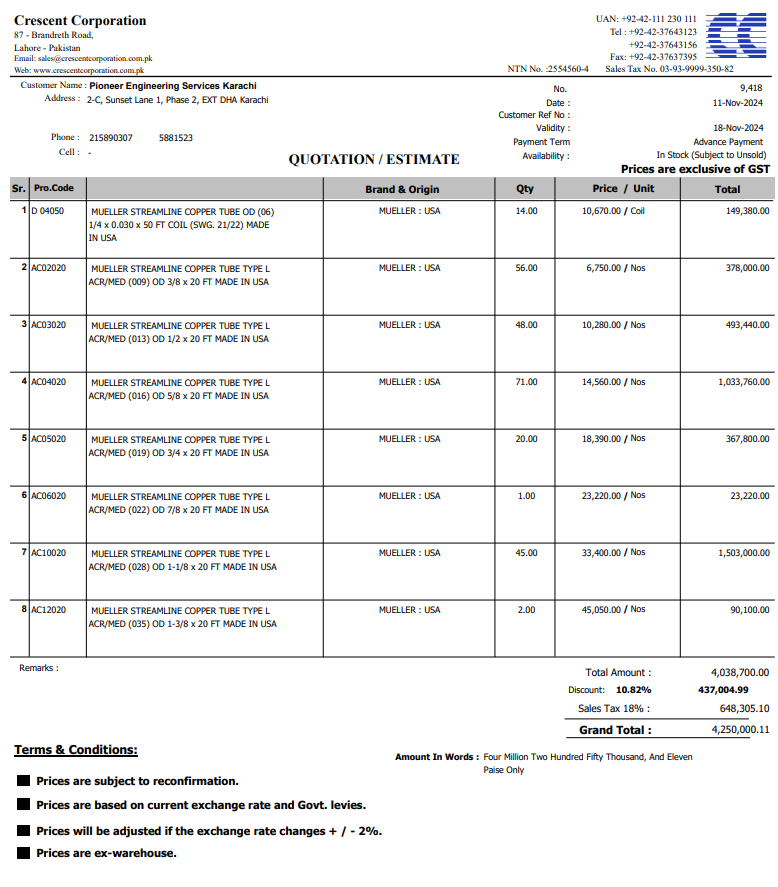 Crescent Corporation
87 - Brandreth Road,
Lahore - Pakistan
Email: sales@crescentcorporation.com.pk
Web: www.crescentcorporation.com.pk
UAN: +92-42-111 230 111
Tel : +92-42-37643123
+92-42-37643156
Fax: +92-42-37637395
NTN No. :2554560-4 Sales Tax No. 03-93-9999-350-82
Customer Name : Pioneer Engineering Services Karachi
Address : 2-C, Sunset Lane 1, Phase 2, EXT DHA Karachi
Phone : 215890307 5881523
Cell : -
No. 9,418
Date : 11-Nov-2024
Customer Ref No :
Validity : 18-Nov-2024
Payment Term Advance Payment
Availability : In Stock (Subject to Unsold)
QUOTATION / ESTIMATE
Prices are exclusive of GST
Sr. Pro.Code Brand & Origin Qty Price / Unit Total
1 D 04050 MUELLER STREAMLINE COPPER TUBE OD (06) MUELLER : USA 14.00 10,670.00 / Coil 149,380.00
1/4 x 0.030 x 50 FT COIL (SWG. 21/22) MADE
IN USA
2 AC02020 MUELLER STREAMLINE COPPER TUBE TYPE L MUELLER : USA 56.00 6,750.00 / Nos 378,000.00
ACR/MED (009) OD 3/8 x 20 FT MADE IN USA
3 AC03020 MUELLER STREAMLINE COPPER TUBE TYPE L MUELLER : USA 48.00 10,280.00 / Nos 493,440.00
ACR/MED (013) OD 1/2 x 20 FT MADE IN USA
4 AC04020 MUELLER STREAMLINE COPPER TUBE TYPE L MUELLER : USA 71.00 14,560.00 / Nos 1,033,760.00
ACR/MED (016) OD 5/8 x 20 FT MADE IN USA
5 AC05020 MUELLER STREAMLINE COPPER TUBE TYPE L MUELLER : USA 20.00 18,390.00 / Nos 367,800.00
ACR/MED (019) OD 3/4 x 20 FT MADE IN USA
6 AC06020 MUELLER STREAMLINE COPPER TUBE TYPE L MUELLER : USA 1.00 23,220.00 / Nos 23,220.00
ACR/MED (022) OD 7/8 x 20 FT MADE IN USA
7 AC10020 MUELLER STREAMLINE COPPER TUBE TYPE L MUELLER : USA 45.00 33,400.00 / Nos 1,503,000.00
ACR/MED (028) OD 1-1/8 x 20 FT MADE IN USA
8 AC12020 MUELLER STREAMLINE COPPER TUBE TYPE L MUELLER : USA 2.00 45,050.00 / Nos 90,100.00
ACR/MED (035) OD 1-3/8 x 20 FT MADE IN USA
Remarks :
Total Amount : 4,038,700.00
Discount: 10.82% 437,004.99
Sales Tax 18% : 648,305.10
Grand Total : 4,250,000.11
Amount In Words : Four Million Two Hundred Fifty Thousand, And Eleven
Paise Only
Terms & Conditions:
Prices are subject to reconfirmation.
Prices are based on current exchange rate and Govt. levies.
Prices will be adjusted if the exchange rate changes + / - 2%.
Prices are ex-warehouse.